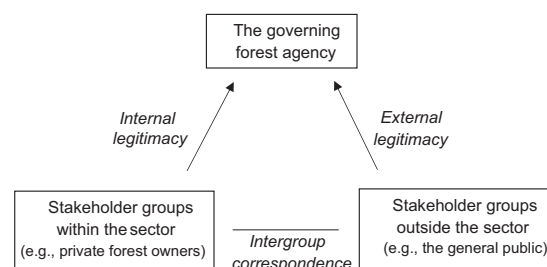 The governing
forest agency
Internal
legitimacy
External
legitimacy
Stakeholder groups
within the sector
(e.g., private forest owners)
Intergroup
correspondence
Stakeholder groups
outside the sector
(e.g., the general public)